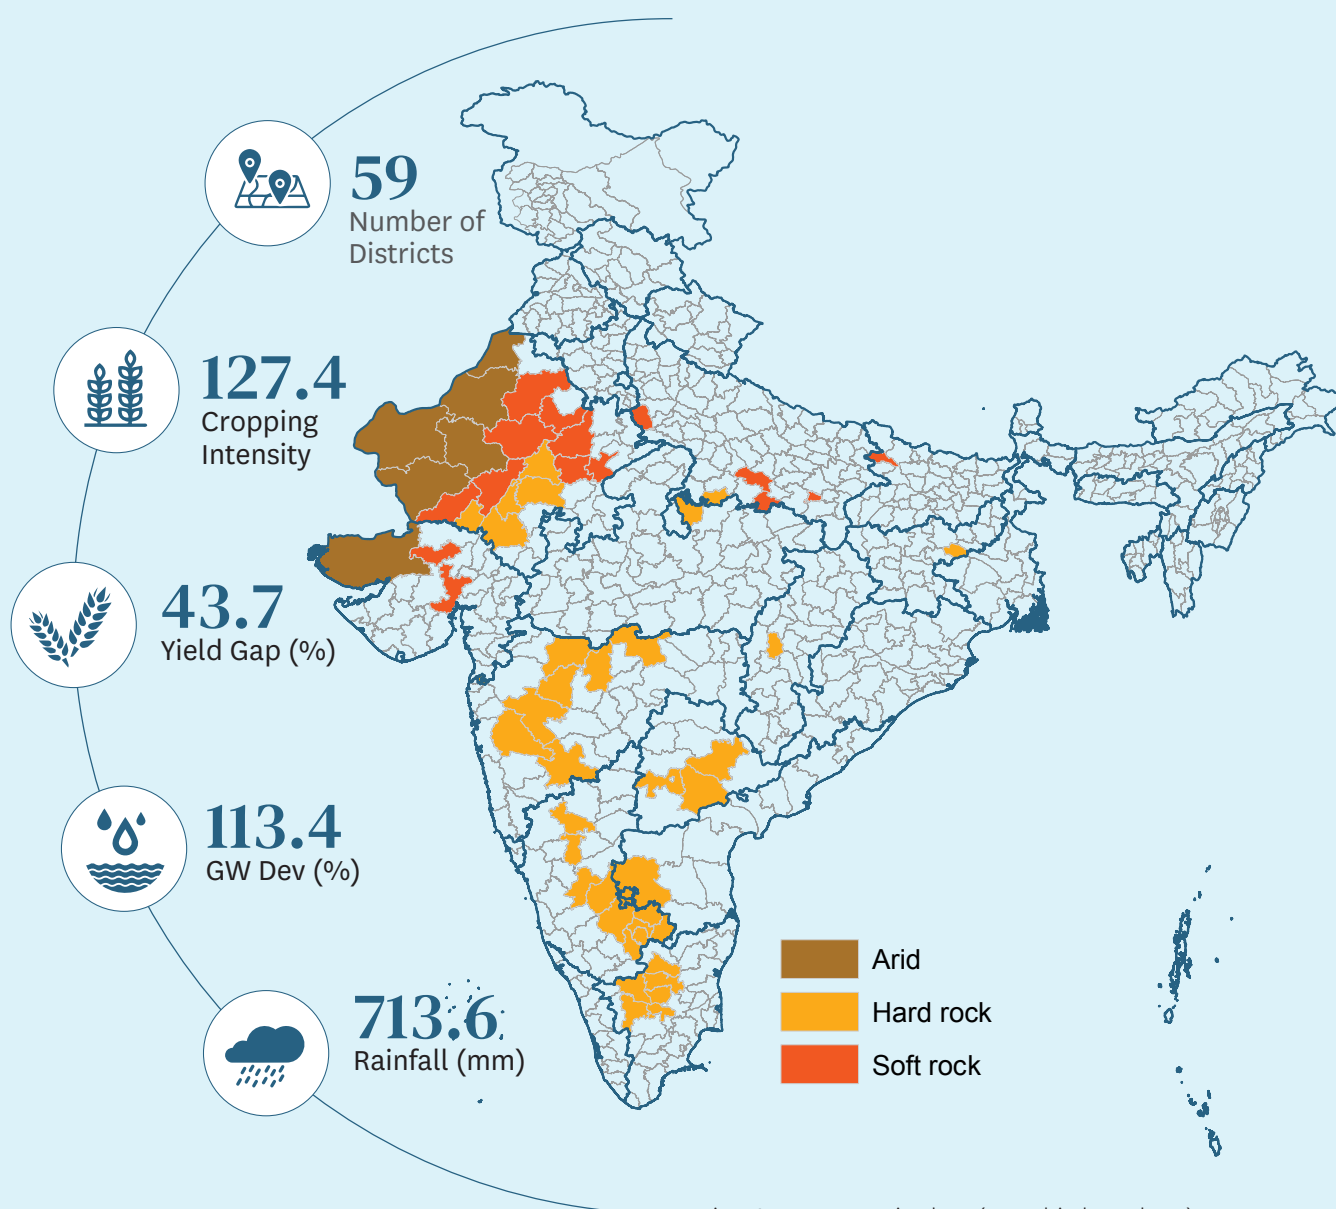 59
Number of
Districts
127.4
Cropping
Intensity
43.7
Yield Gap (%)
113.4
GW Dev (%)
713.6
Rainfall (mm)
Arid
Hard rock
Soft rock